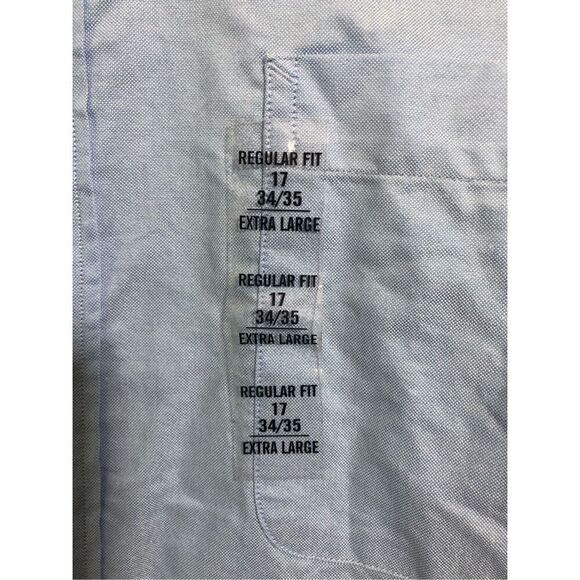 REGULAR FIT
17
34/35
EXTRA LARGE
REGULAR FIT
17
34/35
EXTRA LARGE
REGULAR FIT
17
34/35
EXTRA LARGE